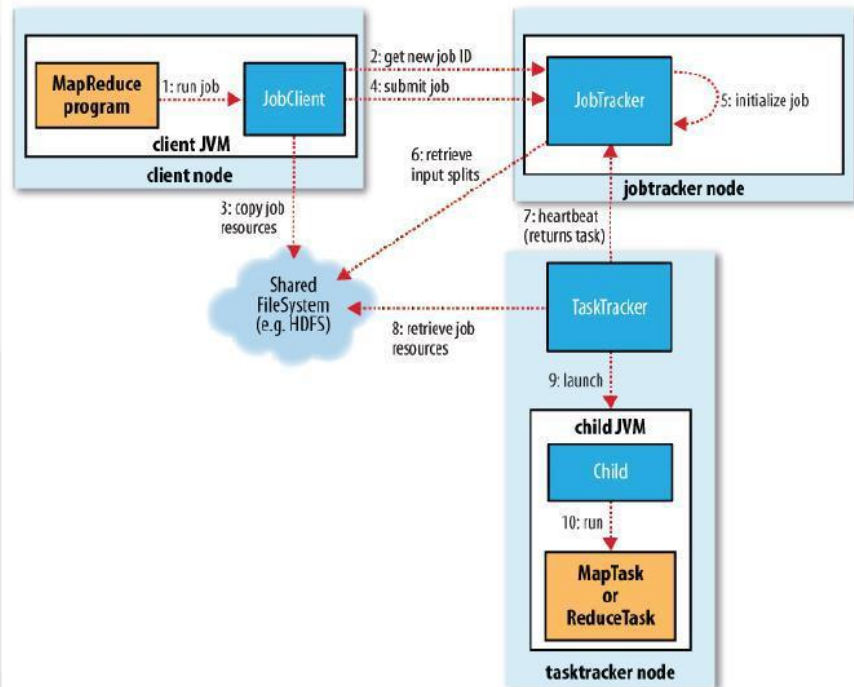 MapReduce
program
1: run job
JobClient
client JVM
client node
2: get new job ID
4: submit job
JobTracker
5: initialize job
jobtracker node
3: copy job
resources
6: retrieve
input splits
7: heartbeat
(returns task)
Shared
FileSystem
(e.g. HDFS)
8: retrieve job
resources
TaskTracker
9: launch
child JVM
Child
10: run
MapTask
or
ReduceTask
tasktracker node